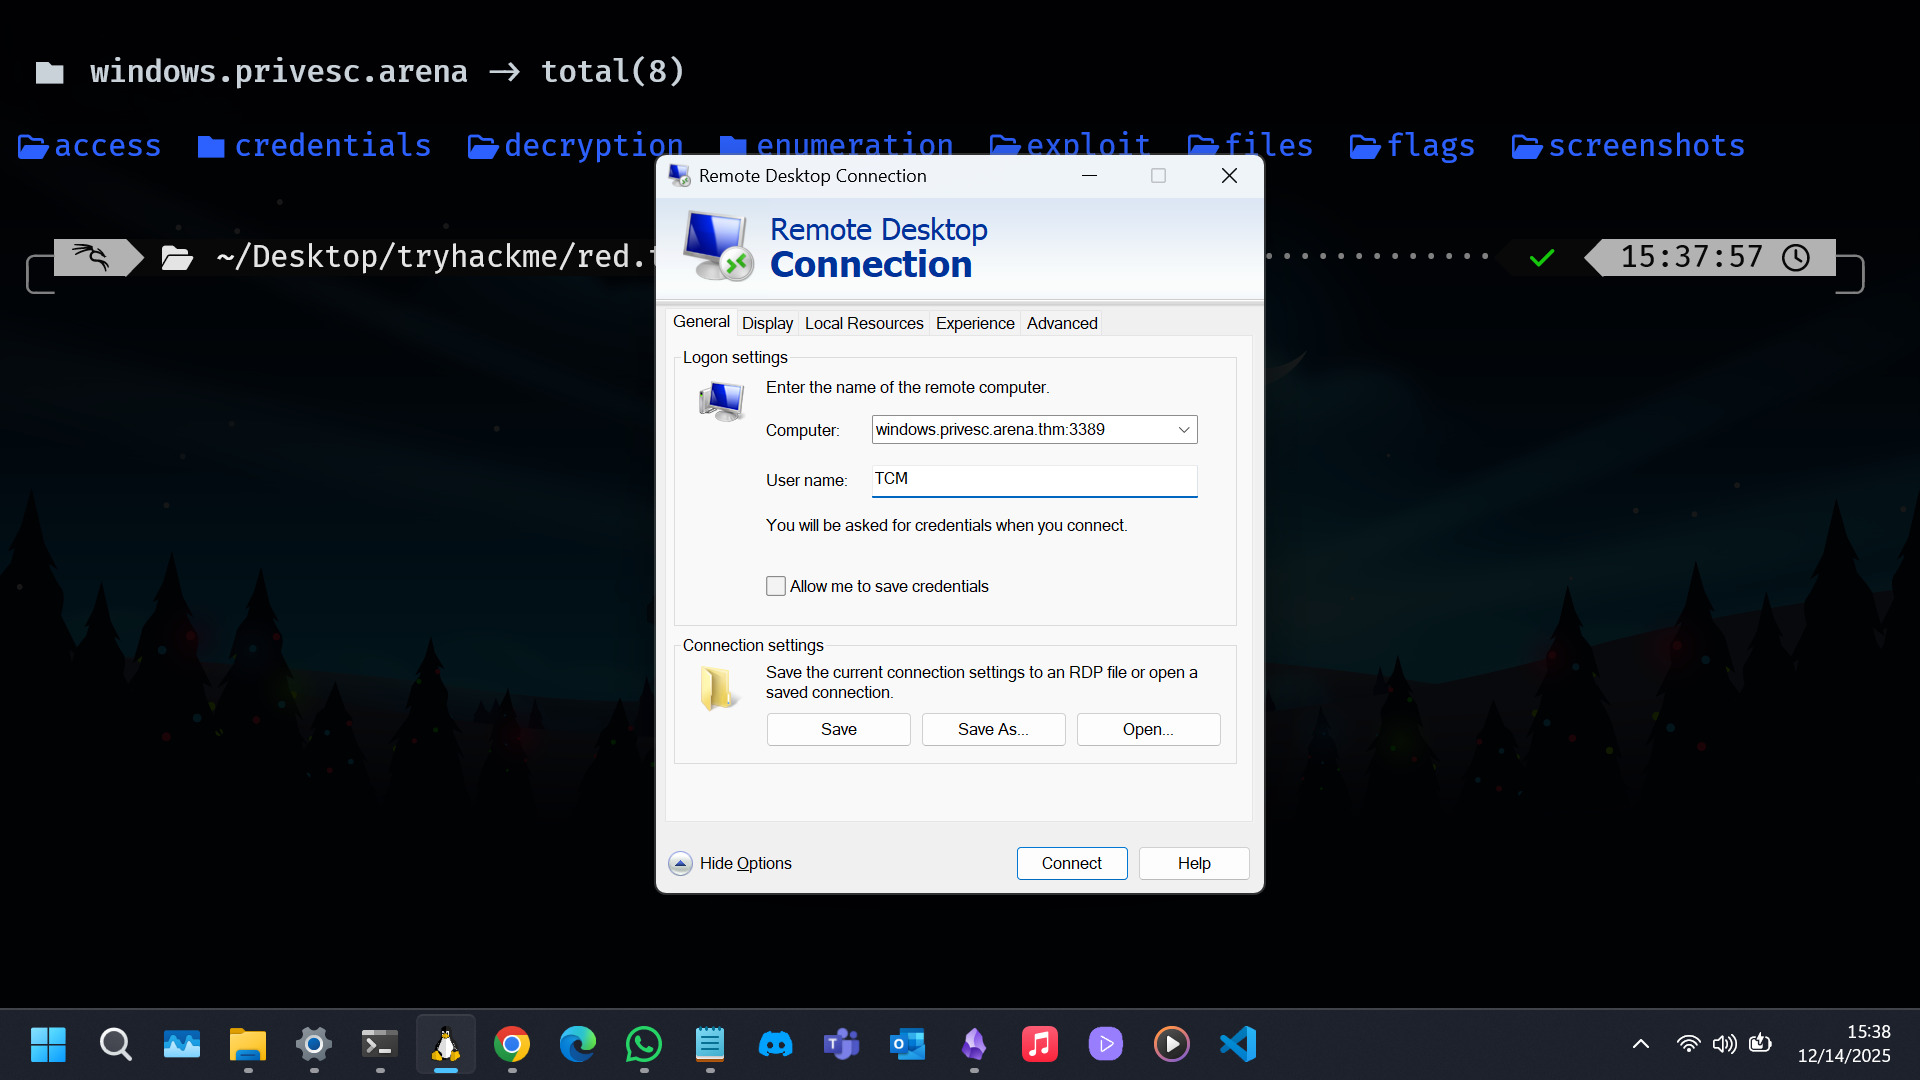 windows.privesc.arena → total(8)
access credentials decryption enumeration exploit files flags screenshots
~/Desktop/tryhackme/red.t
15:37:57
Remote Desktop Connection
Remote Desktop
Connection
General Display Local Resources Experience Advanced
Logon settings
Enter the name of the remote computer.
Computer: windows.privesc.arena.thm:3389
User name: TCM
You will be asked for credentials when you connect.
Allow me to save credentials
Connection settings
Save the current connection settings to an RDP file or open a
saved connection.
Save Save As... Open...
Hide Options Connect Help
15:38
12/14/2025